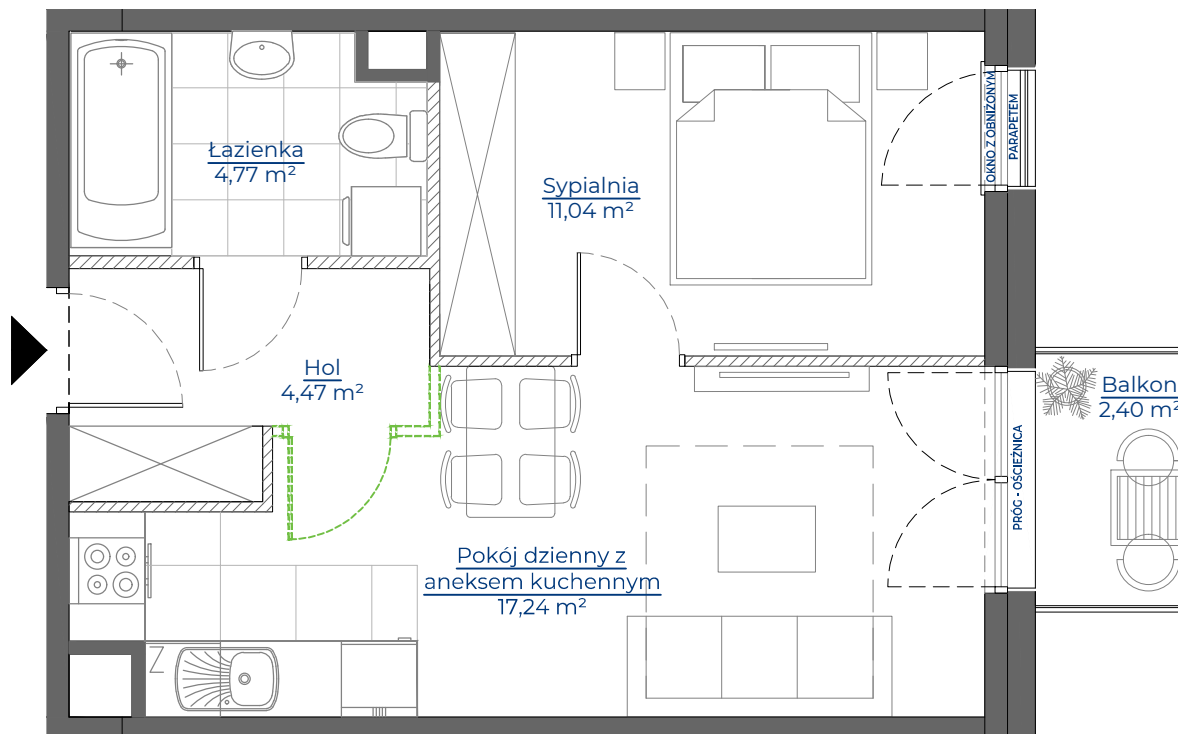 Łazienka
4,77 m²
Sypialnia
11,04 m²
OKNO Z OBNIŻONYM
PARAPETEM
Hol
4,47 m²
Balkon
2,40 m²
PRÓG - OŚCIEŻNICA
Pokój dzienny z
aneksem kuchennym
17,24 m²
Z